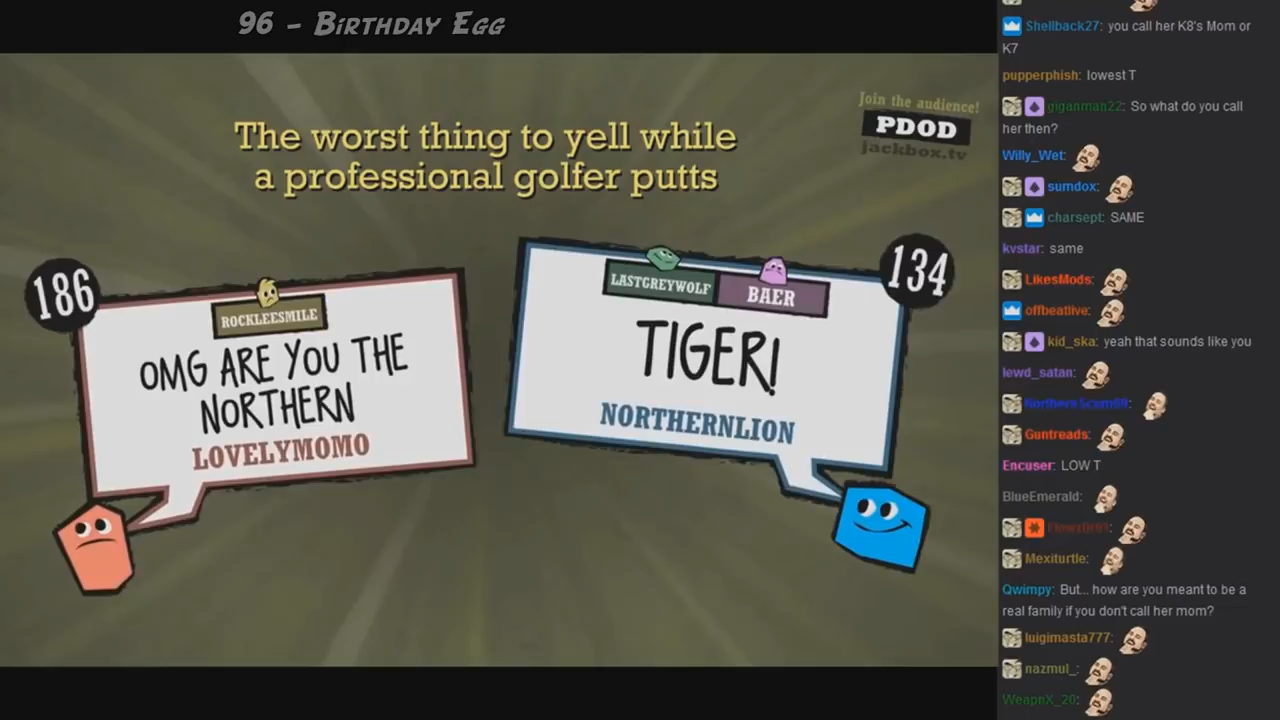 96 - Birthday Egg
The worst thing to yell while
a professional golfer putts
Join the audience!
PDOD
jackbox.tv
186
ROCKLEESMILE
OMG ARE YOU THE
NORTHERN
LOVELYMOMO
134
LASTGREYWOLF
BAER
TIGER!
NORTHERNLION
Shellback27: you call her K8's Mom or
K7
pupperphish: lowest T
giganman22: So what do you call
her then?
Willy_Wet:
sumdox:
charsept: SAME
kvstar: same
LikesMods:
offbeatlive:
kid_ska: yeah that sounds like you
lewd_satan:
NorthernScum69:
Guntreads:
Encuser: LOW T
BlueEmerald:
Mexiturtle:
Qwimpy: But... how are you meant to be a
real family if you don't call her mom?
luigimasta777:
nazmul_:
WeapnX_20: